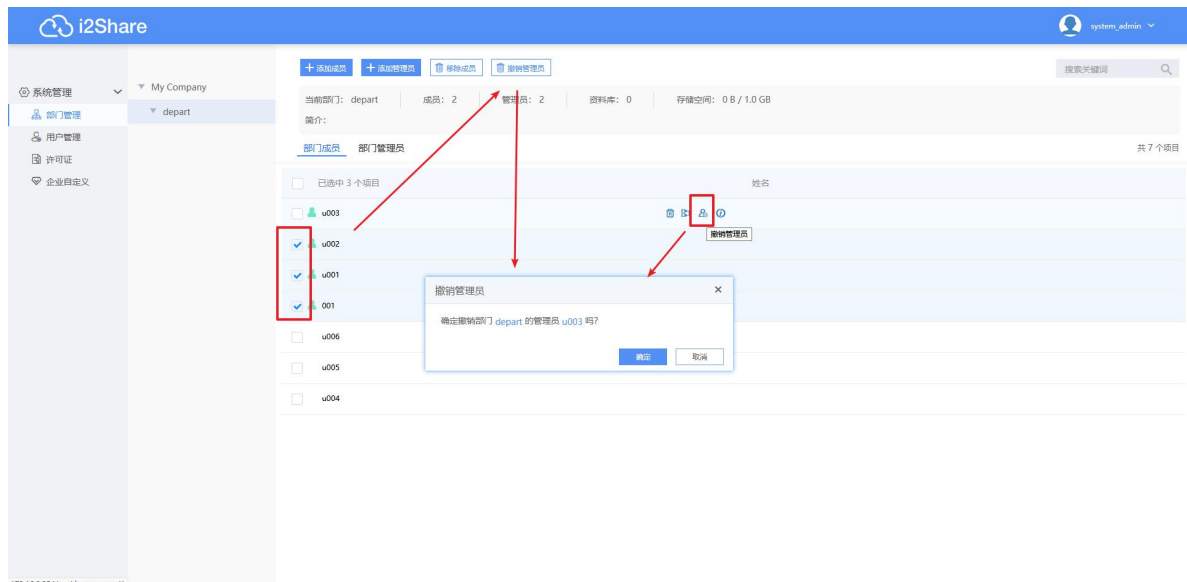 i2Share
system_admin
添加成员 添加管理员 移除成员 撤销管理员
搜索关键词
系统管理
My Company
部门管理
depart
用户管理
许可证
企业自定义
当前部门： depart 成员： 2 管理员： 2 资料库： 0 存储空间： 0 B / 1.0 GB
简介：
部门成员 部门管理员
共 7 个项目
已选中 3 个项目 姓名
u003
撤销管理员
u002
u001
001
u006
u005
u004
撤销管理员
确定撤销部门 depart 的管理员 u003 吗?
确定 取消